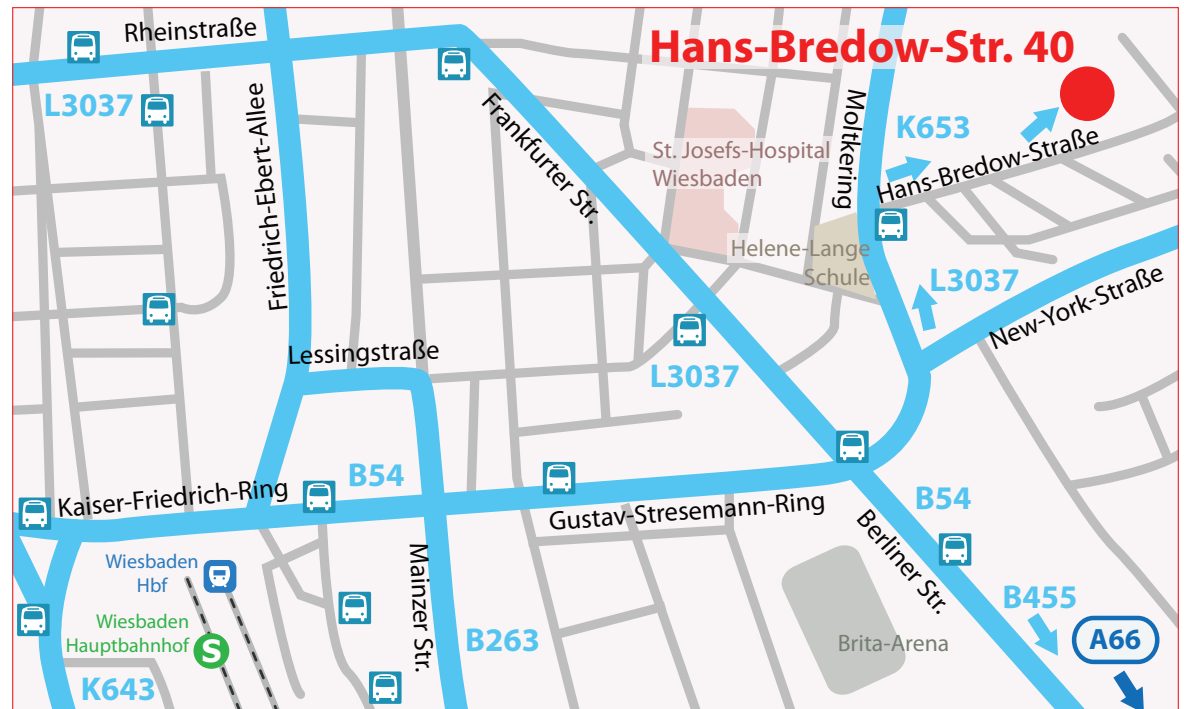 Rheinstraße
Hans-Bredow-Str. 40
L3037
Friedrich-Ebert-Allee
Frankfurter Str.
Moltkering
K653
St. Josefs-Hospital
Wiesbaden
Hans-Bredow-Straße
Helene-Lange
Schule
L3037
New-York-Straße
Lessingstraße
L3037
B54
Kaiser-Friedrich-Ring
Gustav-Stresemann-Ring
B54
Berliner Str.
Wiesbaden
Hbf
Mainzer Str.
B455
Wiesbaden
Hauptbahnhof
S
B263
Brita-Arena
A66
K643